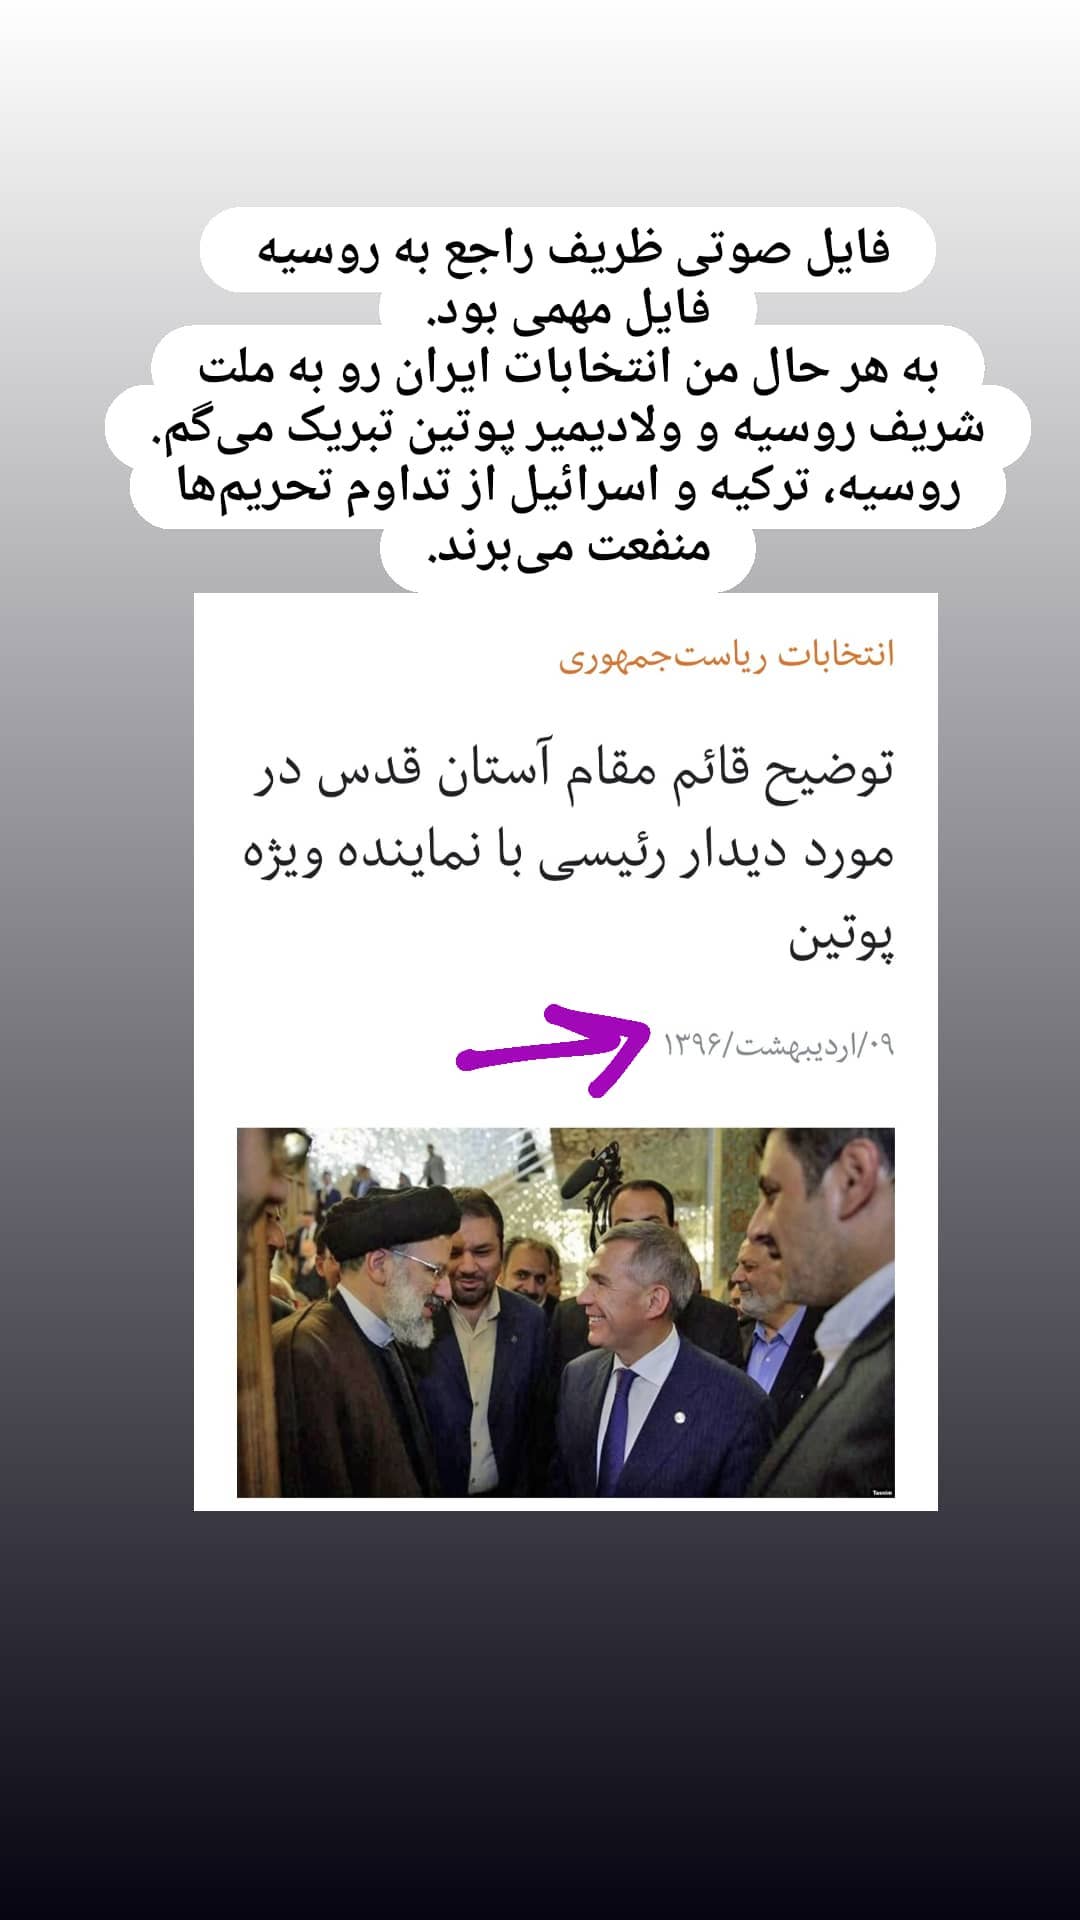 فایل صوتی ظریف راجع به روسیه
فایل مهمی بود.
به هر حال من انتخابات ایران رو به ملت
شریف روسیه و ولادیمیر پوتین تبریک می‌گم.
روسیه، ترکیه و اسرائیل از تداوم تحریم‌ها
منفعت می‌برند.
انتخابات ریاست‌جمهوری
توضیح قائم مقام آستان قدس در
مورد دیدار رئیسی با نماینده ویژه
پوتین
۰۹/اردیبهشت/۱۳۹۶
Tasnim